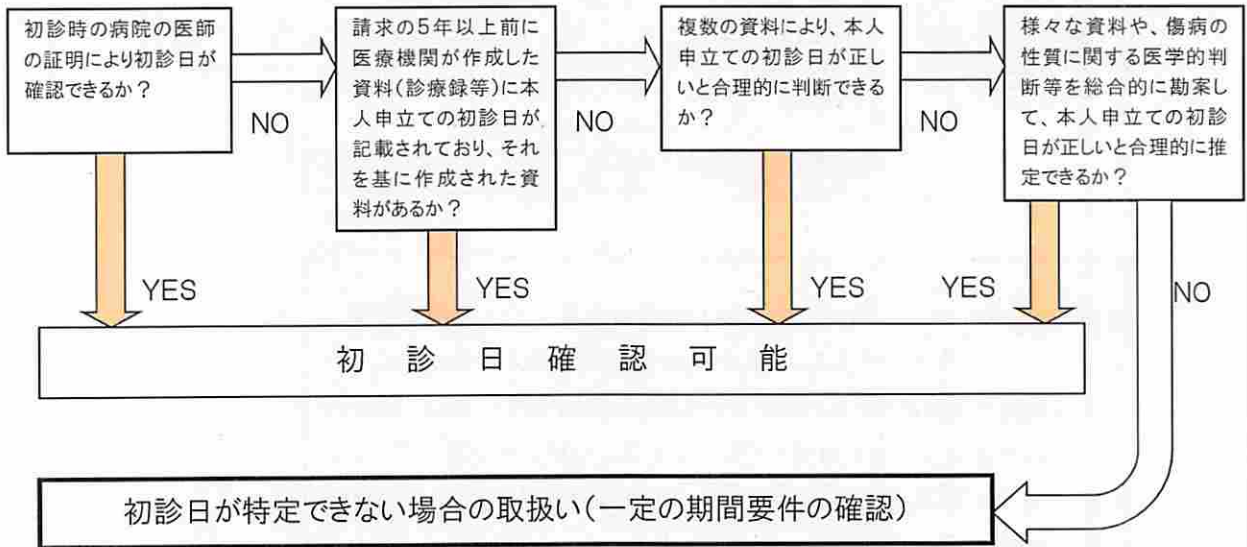 初診時の病院の医師
の証明により初診日が
確認できるか？
NO
請求の5年以上前に
医療機関が作成した
資料(診療録等)に本
人申立ての初診日が
記載されており、それ
を基に作成された資
料があるか？
NO
複数の資料により、本人
申立ての初診日が正し
いと合理的に判断できる
か？
NO
様々な資料や、傷病の
性質に関する医学的判
断等を総合的に勘案し
て、本人申立ての初診
日が正しいと合理的に推
定できるか？
YES
YES
YES
YES
NO
初診日確認可能
初診日が特定できない場合の取扱い(一定の期間要件の確認)